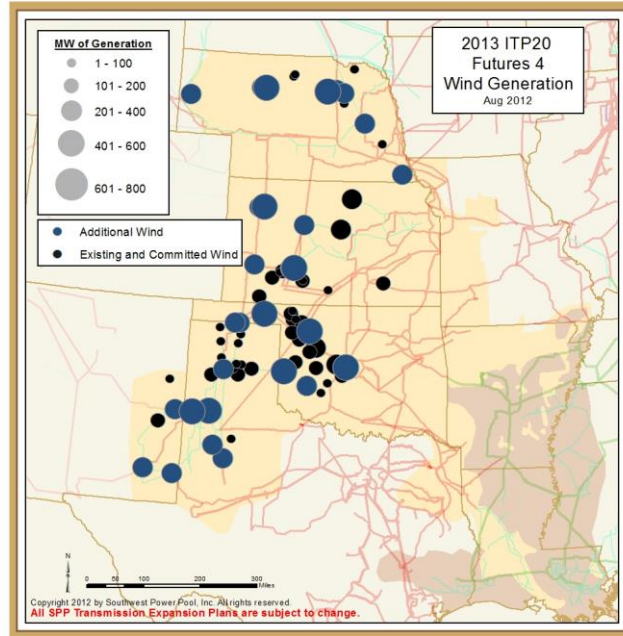 MW of Generation
1 - 100
101 - 200
201 - 400
401 - 600
601 - 800
Additional Wind
Existing and Committed Wind
2013 ITP20
Futures 4
Wind Generation
Aug 2012
N
0 50 100 200 300
Miles
Copyright 2012 by Southwest Power Pool, Inc. All rights reserved.
All SPP Transmission Expansion Plans are subject to change.